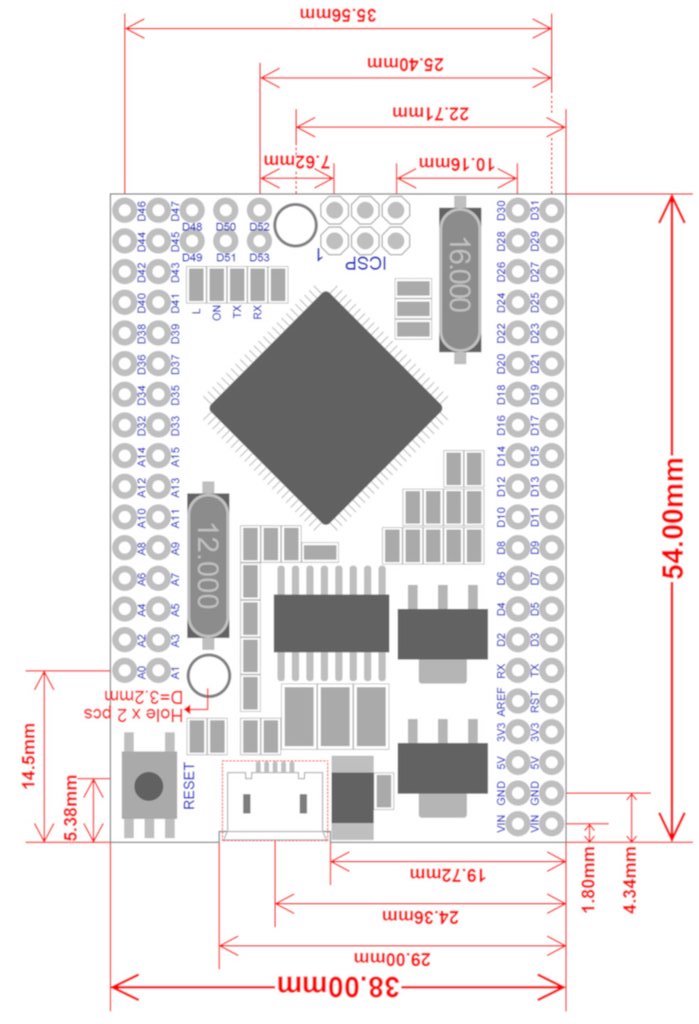 35.56mm
25.40mm
22.71mm
7.62mm
10.16mm
D46 D47
D48 D50 D52
D30 D31
D44 D45
D49 D51 D53
1
ICSP
D28 D29
D42 D43
D26 D27
D40 D41
L
ON
TX
RX
16.000
D24 D25
D38 D39
D22 D23
D36 D37
D20 D21
D34 D35
D18 D19
D32 D33
D16 D17
A14 A15
D14 D15
A12 A13
D12 D13
A10 A11
D10 D11
12.000
A8 A9
D8 D9
A6 A7
D6 D7
A4 A5
D4 D5
A2 A3
D2 D3
A0 A1
RX TX
Hole x 2 pcs
D=3.2mm
AREF RST
3V3 3V3
5V 5V
GND GND
VIN VIN
RESET
54.00mm
14.5mm
5.38mm
1.80mm
4.34mm
19.72mm
24.36mm
29.00mm
38.00mm